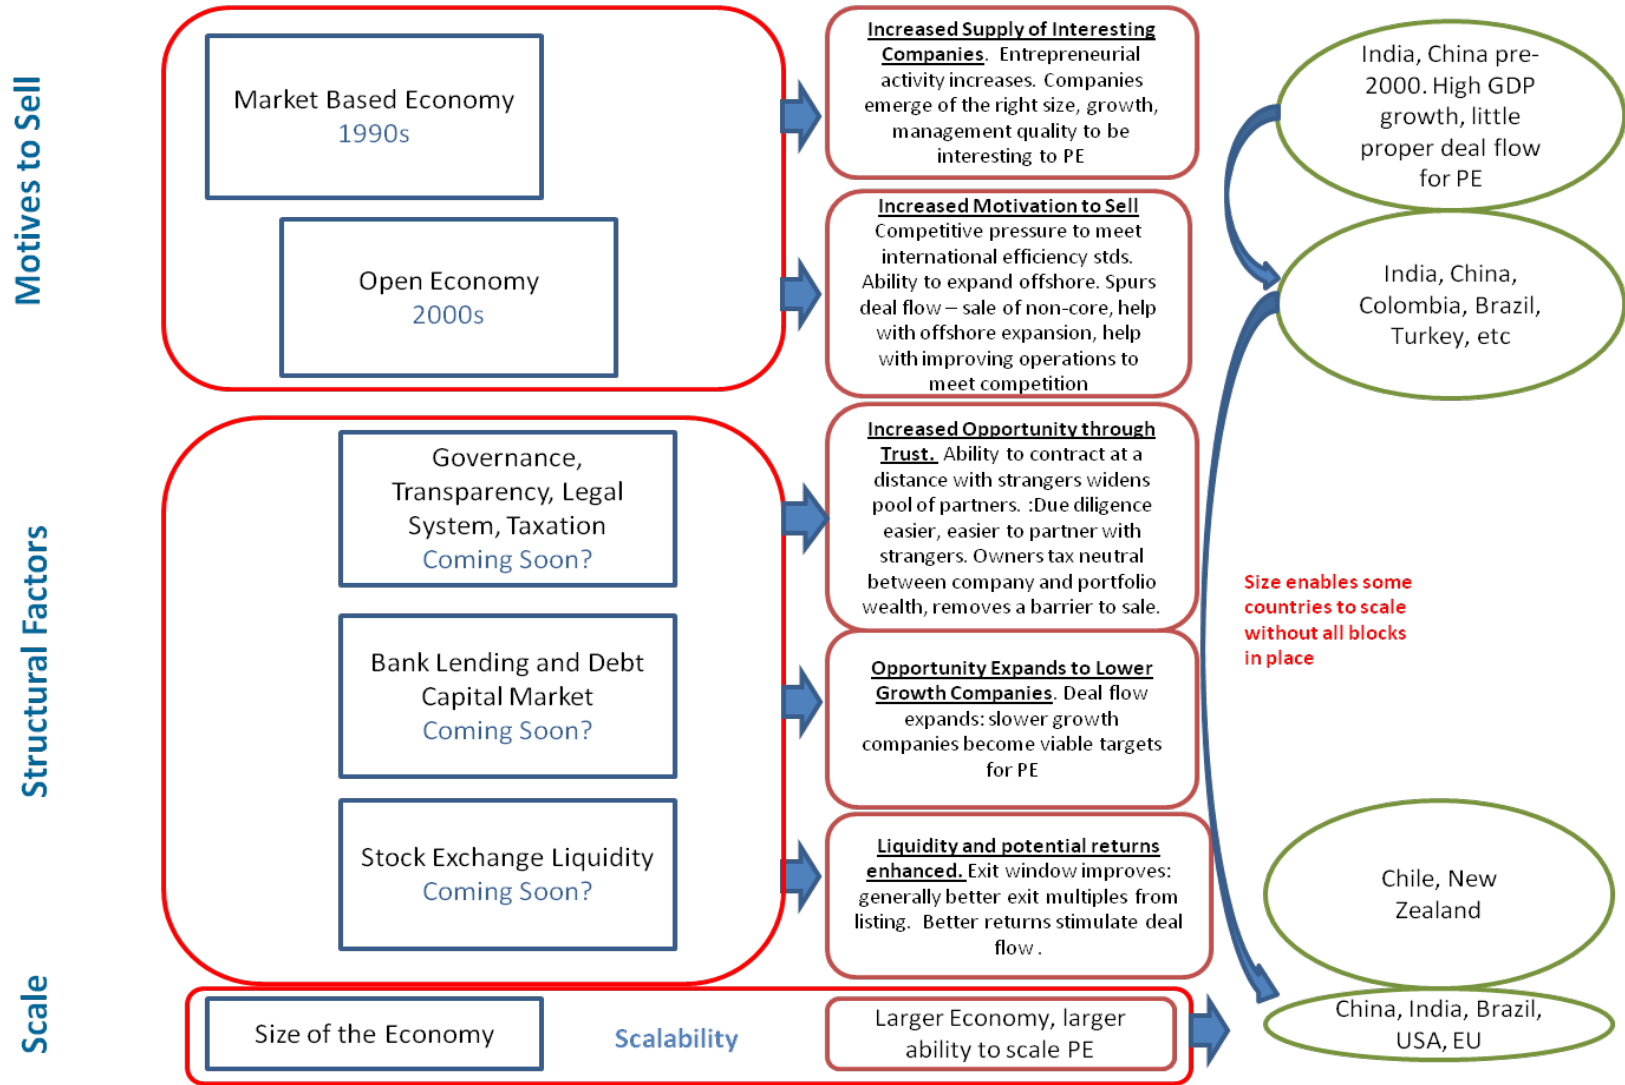 Motives to Sell
Market Based Economy
1990s
Increased Supply of Interesting
Companies.  Entrepreneurial
activity increases. Companies
emerge of the right size, growth,
management quality to be
interesting to PE
India, China pre-
2000. High GDP
growth, little
proper deal flow
for PE
Open Economy
2000s
Increased Motivation to Sell
Competitive pressure to meet
international efficiency stds.
Ability to expand offshore. Spurs
deal flow – sale of non-core, help
with offshore expansion, help
with improving operations to
meet competition
India, China,
Colombia, Brazil,
Turkey, etc
Structural Factors
Governance,
Transparency, Legal
System, Taxation
Coming Soon?
Increased Opportunity through
Trust.  Ability to contract at a
distance with strangers widens
pool of partners. :Due diligence
easier, easier to partner with
strangers. Owners tax neutral
between company and portfolio
wealth, removes a barrier to sale.
Size enables some
countries to scale
without all blocks
in place
Bank Lending and Debt
Capital Market
Coming Soon?
Opportunity Expands to Lower
Growth Companies. Deal flow
expands: slower growth
companies become viable targets
for PE
Stock Exchange Liquidity
Coming Soon?
Liquidity and potential returns
enhanced. Exit window improves:
generally better exit multiples from
listing.  Better returns stimulate deal
flow .
Chile, New
Zealand
Scale
Size of the Economy
Scalability
Larger Economy, larger
ability to scale PE
China, India, Brazil,
USA, EU